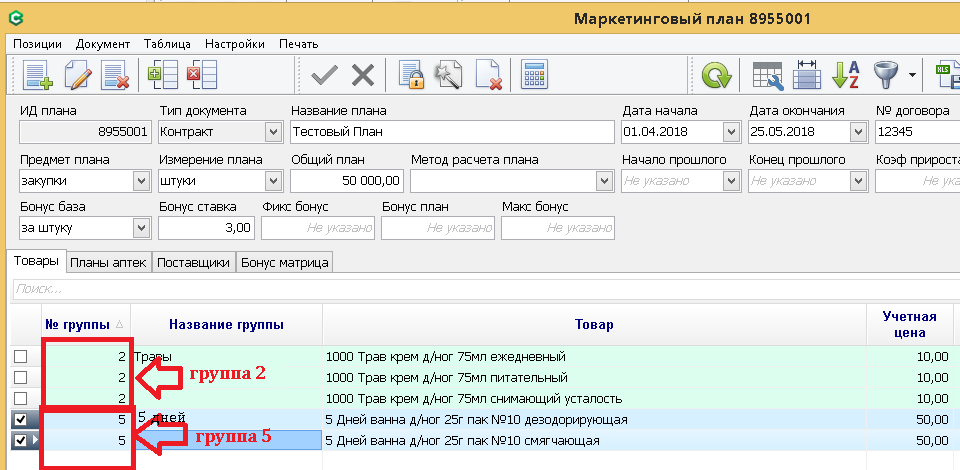 Маркетинговый план 8955001
Позиции Документ Таблица Настройки Печать
ИД плана Тип документа Название плана Дата начала Дата окончания № договора
8955001 Контракт Тестовый План 01.04.2018 25.05.2018 12345
Предмет плана Измерение плана Общий план Метод расчета плана Начало прошлого Конец прошлого Коэф прироста
закупки штуки 50 000,00 Не указано Не указано Не указано
Бонус база Бонус ставка Фикс бонус Бонус план Макс бонус
за штуку 3,00 Не указано Не указано Не указано
Товары Планы аптек Поставщики Бонус матрица
Поиск...
№ группы Название группы Товар Учетная цена
2 Травы 1000 Трав крем д/ног 75мл ежедневный 10,00
2 1000 Трав крем д/ног 75мл питательный 10,00
группа 2
2 1000 Трав крем д/ног 75мл снимающий усталость 10,00
5 5 дней 5 Дней ванна д/ног 25г пак №10 дезодорирующая 50,00
5 5 Дней ванна д/ног 25г пак №10 смягчающая 50,00
группа 5